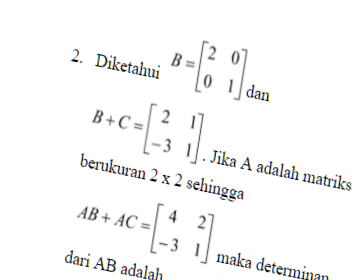 2. Diketahui B = [2 0
0 1] dan
B + C = [2 1
-3 1]. Jika A adalah matriks
berukuran 2 x 2 sehingga
AB + AC = [4 2
-3 1] maka determinan
dari AB adalah